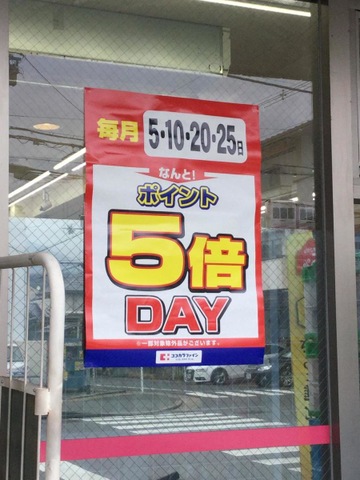 毎月 5・10・20・25日
なんと!
ポイント
5倍
DAY
※一部対象除外品がございます。
ココカラファイン